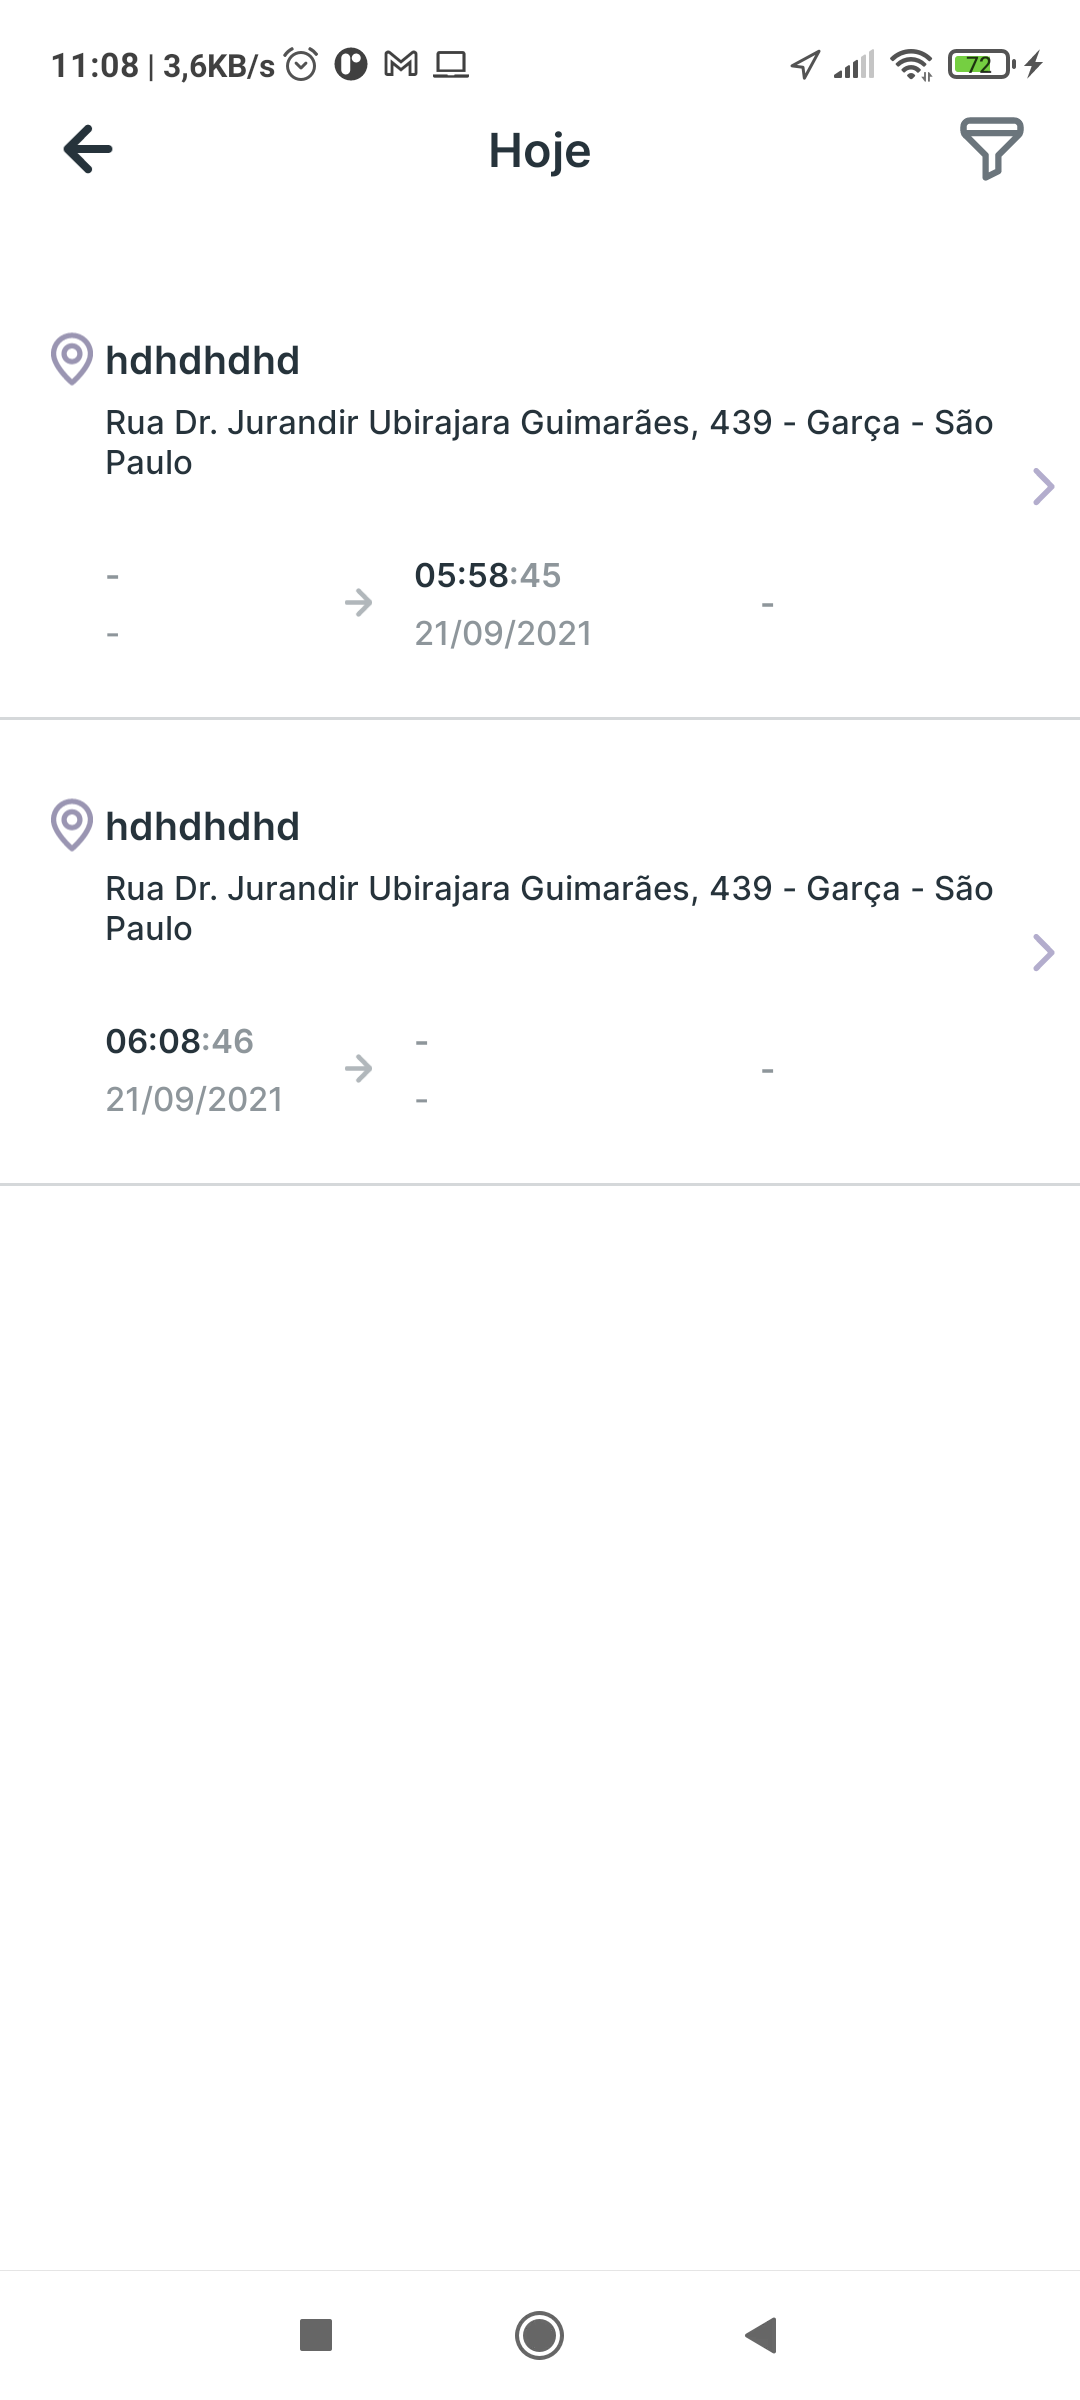 11:08 | 3,6KB/s
72
Hoje
hdhdhdhd
Rua Dr. Jurandir Ubirajara Guimarães, 439 - Garça - São
Paulo
- 05:58:45 -
- 21/09/2021
hdhdhdhd
Rua Dr. Jurandir Ubirajara Guimarães, 439 - Garça - São
Paulo
06:08:46 - -
21/09/2021 -